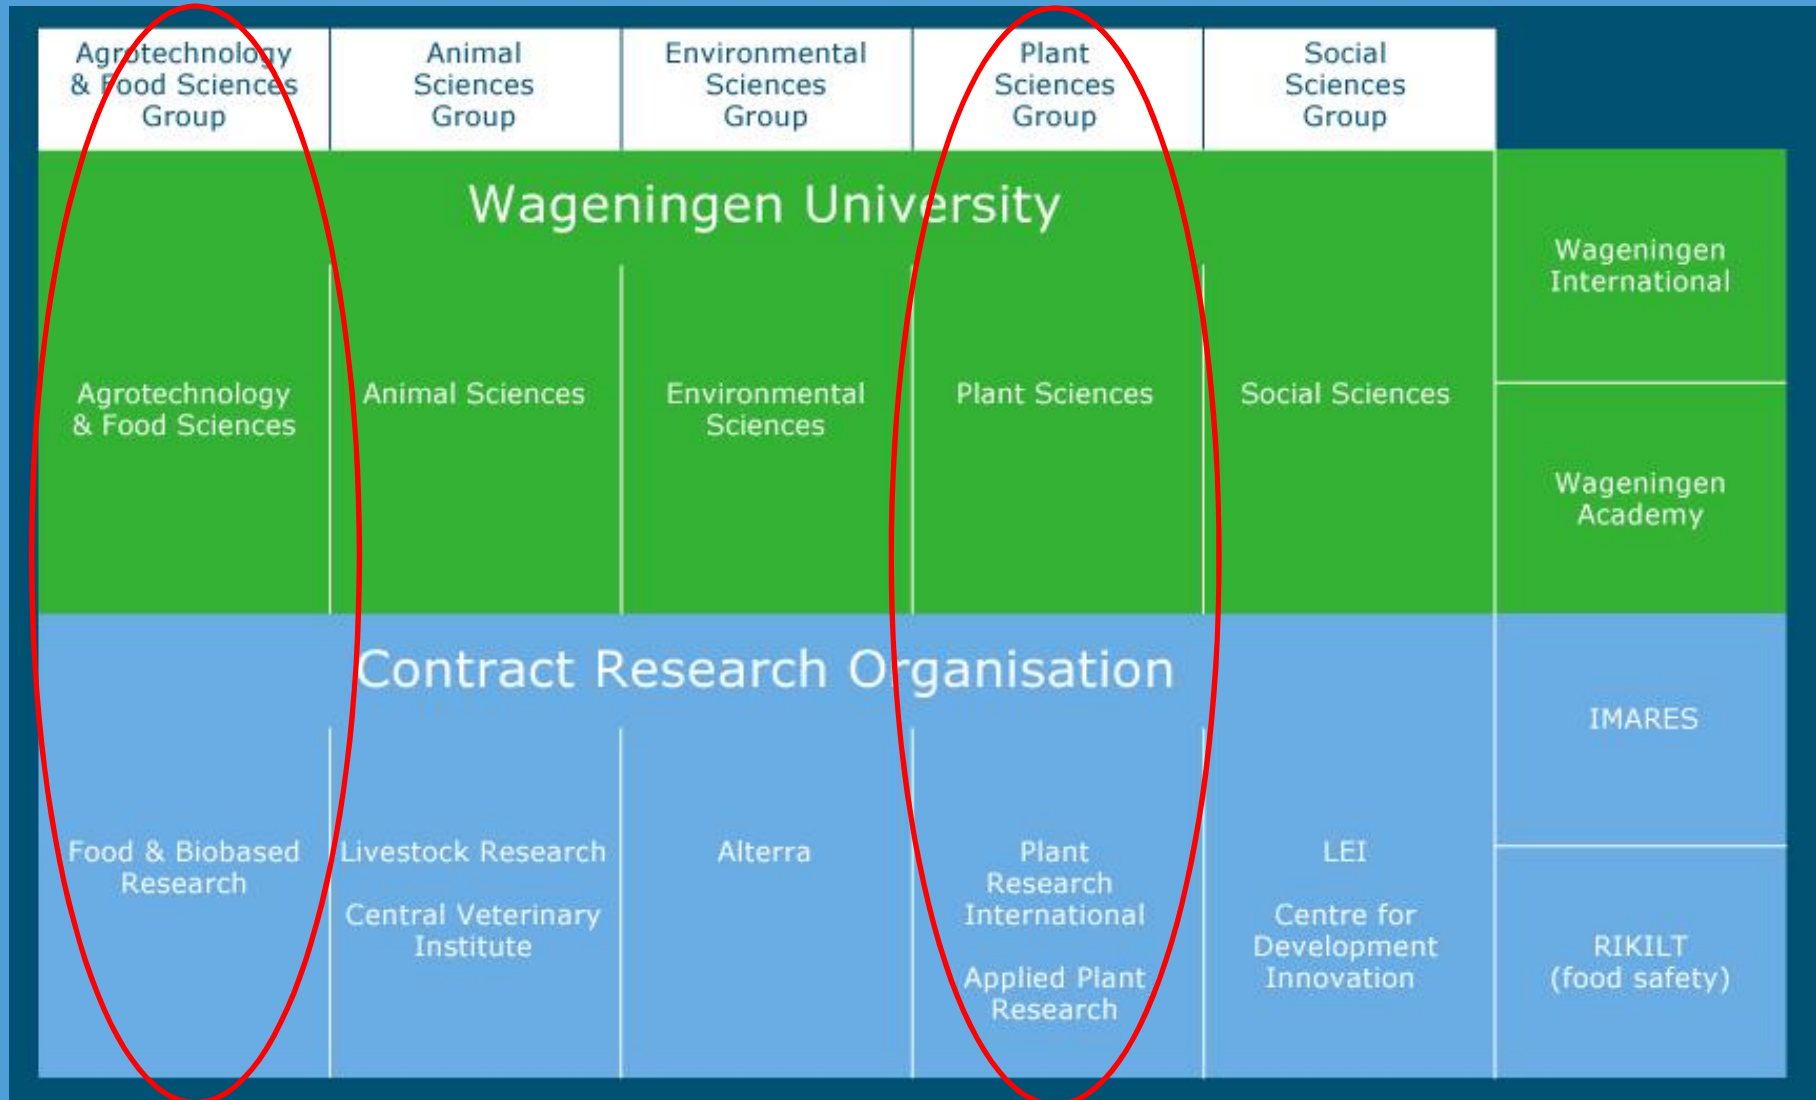 Agrotechnology
& Food Sciences
Group
Animal
Sciences
Group
Environmental
Sciences
Group
Plant
Sciences
Group
Social
Sciences
Group
Wageningen University
Agrotechnology
& Food Sciences
Animal Sciences
Environmental
Sciences
Plant Sciences
Social Sciences
Wageningen
International
Wageningen
Academy
Contract Research Organisation
Food & Biobased
Research
Livestock Research
Central Veterinary
Institute
Alterra
Plant
Research
International
Applied Plant
Research
LEI
Centre for
Development
Innovation
IMARES
RIKILT
(food safety)